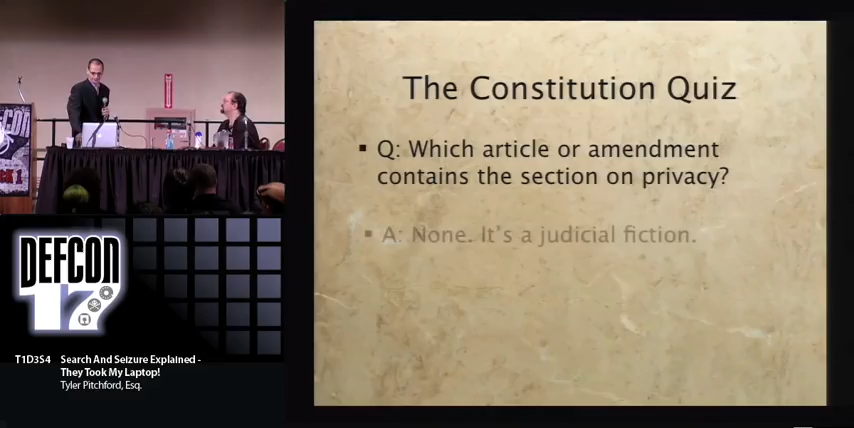 The Constitution Quiz
▪ Q: Which article or amendment
contains the section on privacy?
▪ A: None. It's a judicial fiction.
DEFCON
17
T1D3S4 Search And Seizure Explained -
They Took My Laptop!
Tyler Pitchford, Esq.